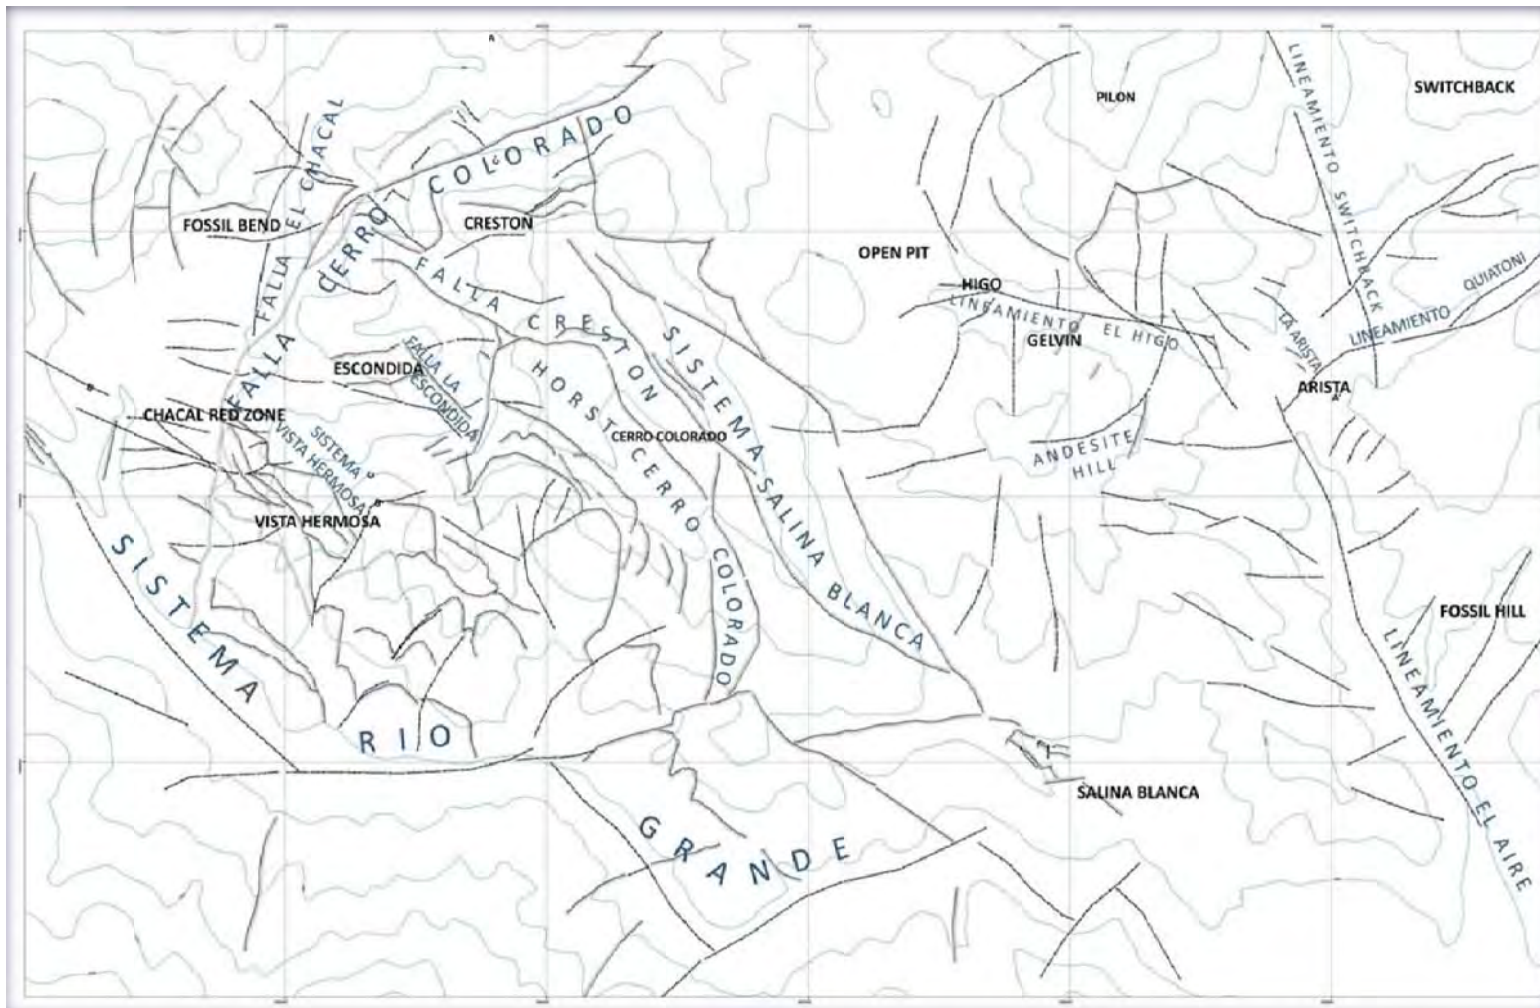 SWITCHBACK
PILON
LINEAMIENTO SWITCHBACK
FALLA EL CHACAL
FALLA CERRO COLORADO
FOSSIL BEND
CRESTON
OPEN PIT
HIGO
LINEAMIENTO EL HIGO
GELVIN
LINEAMIENTO QUIATONI
LA ARISTA
ARISTA
FALLA CRESTON
SISTEMA SALINA BLANCA
HORST CERRO COLORADO
ESCONDIDA
FALLA LA
ESCONDIDA
CHACAL RED ZONE
CERRO COLORADO
SISTEMA
VISTA HERMOSA
VISTA HERMOSA
ANDESITE
HILL
FOSSIL HILL
LINEAMIENTO EL AIRE
SISTEMA RIO GRANDE
SALINA BLANCA